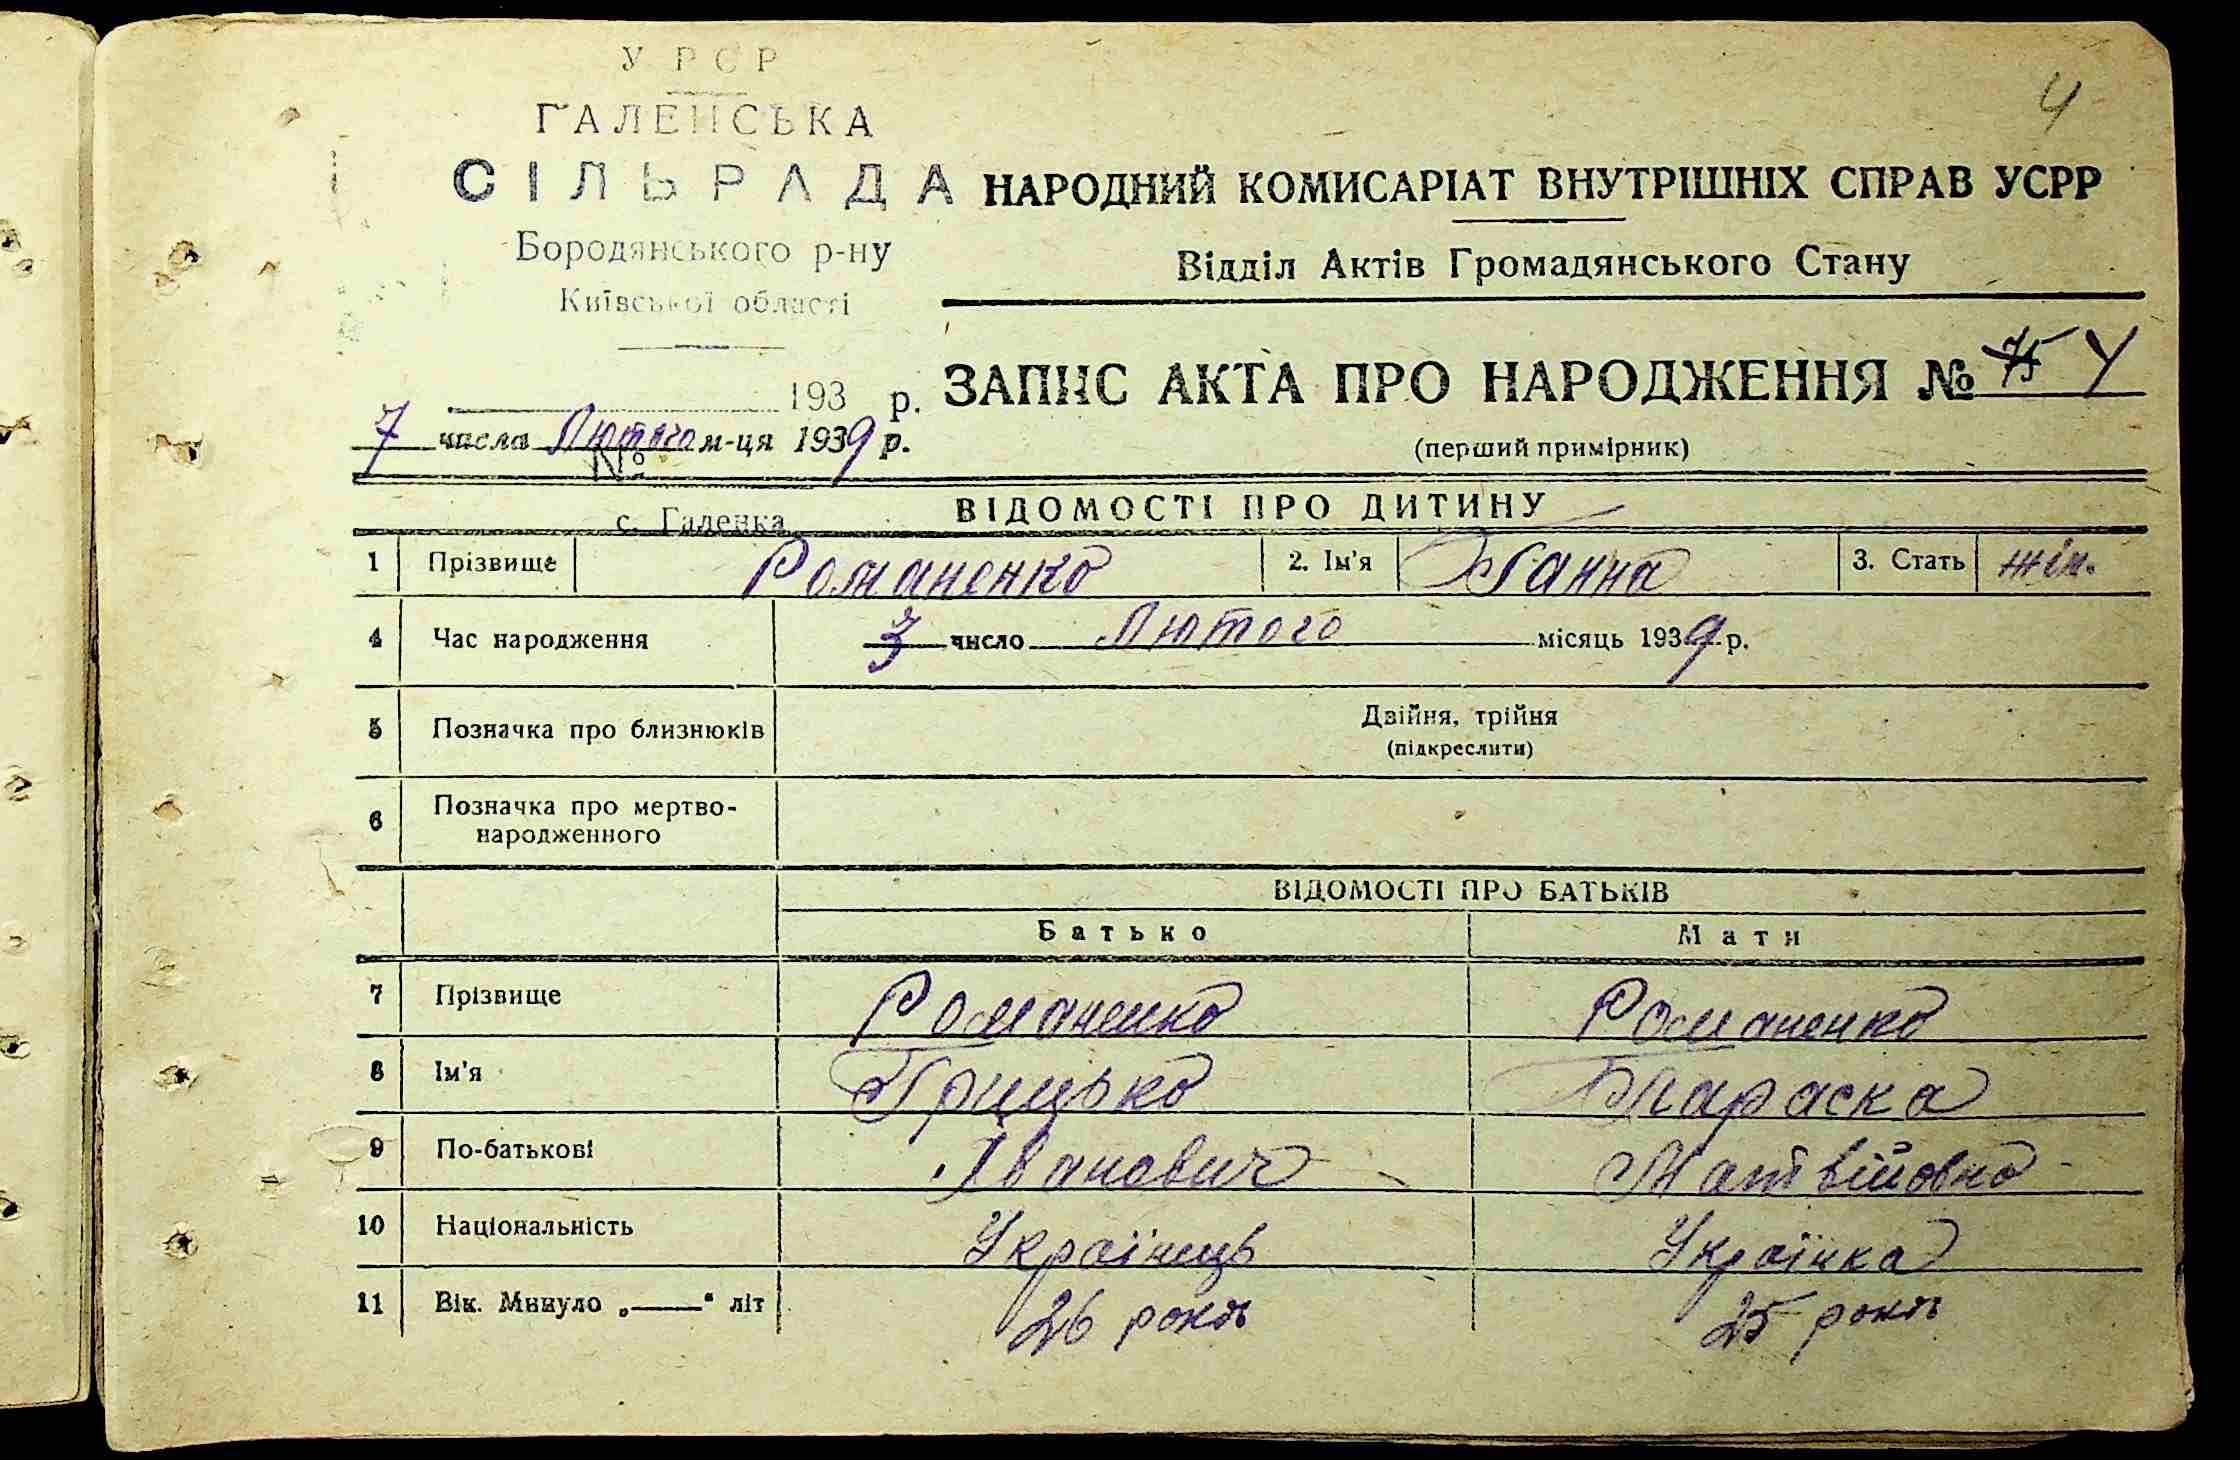 4
У Р С Р
ГАЛЕНСЬКА
СІЛЬРАДА
Бородянського р-ну
Київської області
193 р.
№
с. Галенка
НАРОДНИЙ КОМИСАРІАТ ВНУТРІШНІХ СПРАВ УСРР
Відділ Актів Громадянського Стану
ЗАПИС АКТА ПРО НАРОДЖЕННЯ № 4
7 числа Лютого м-ця 1939 р.
(перший примірник)
ВІДОМОСТІ ПРО ДИТИНУ
1 Прізвище Романенко 2. Ім'я Ганна 3. Стать жін.
4 Час народження 3 число Лютого місяць 1939 р.
5 Позначка про близнюків Двійня, трійня
(підкреслити)
6 Позначка про мертво-
народженного
ВІДОМОСТІ ПРО БАТЬКІВ
Батько Мати
7 Прізвище Романенко Романенко
8 Ім'я Грицько Параска
9 По-батькові Іванович Матвійовно
10 Національність Українець Українка
11 Вік. Минуло „——“ літ 26 років 25 років